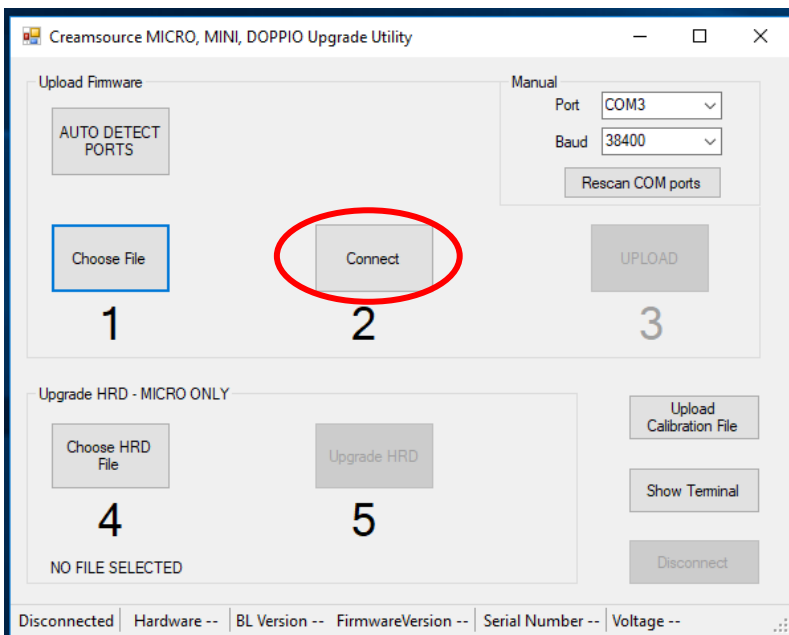 Creamsource MICRO, MINI, DOPPIO Upgrade Utility
Upload Firmware
Manual
Port COM3
AUTO DETECT
PORTS
Baud 38400
Rescan COM ports
Choose File Connect UPLOAD
1 2 3
Upgrade HRD - MICRO ONLY
Upload
Calibration File
Choose HRD
File
Upgrade HRD
Show Terminal
4 5
NO FILE SELECTED
Disconnect
Disconnected Hardware -- BL Version -- FirmwareVersion -- Serial Number -- Voltage --